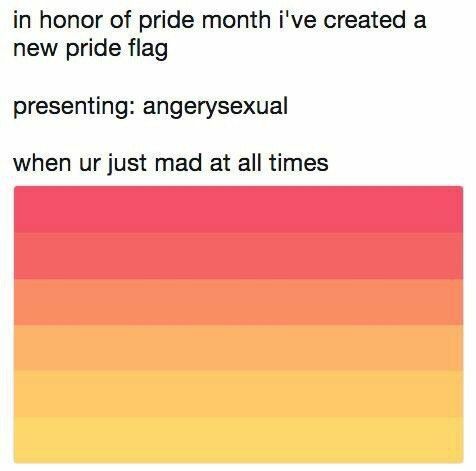 in honor of pride month i've created a
new pride flag
presenting: angerysexual
when ur just mad at all times